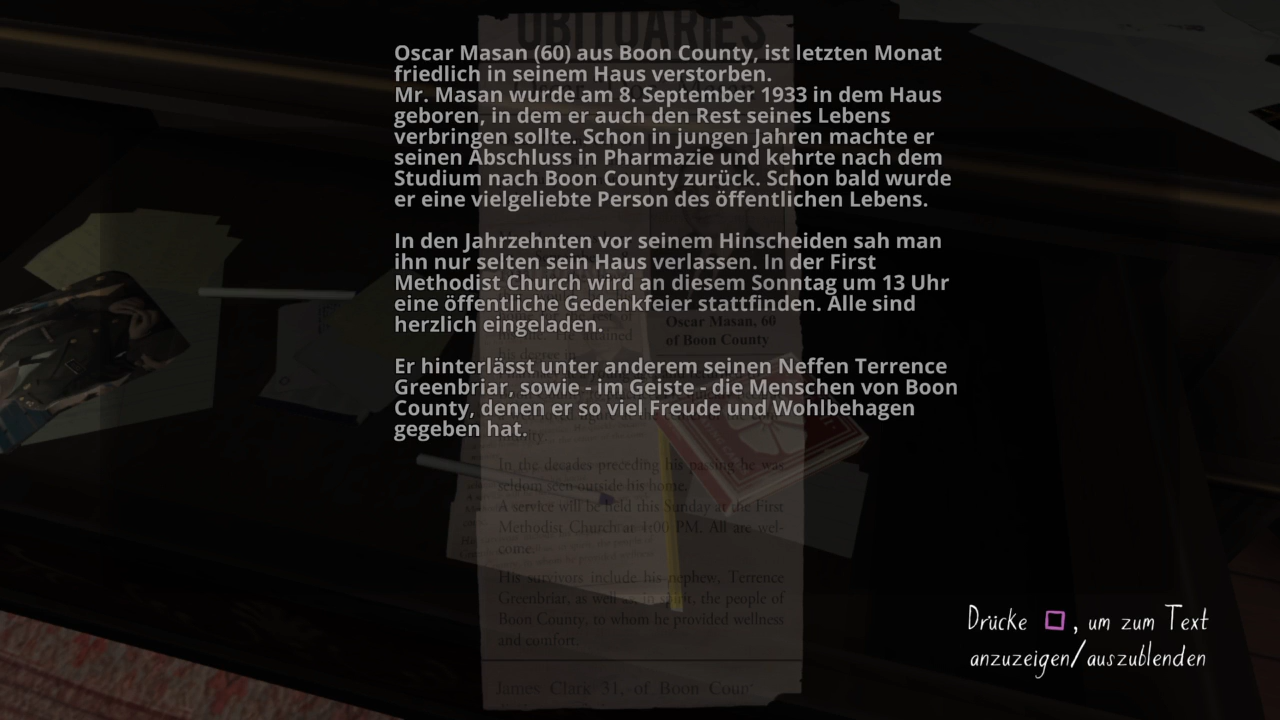 OBITUARIES
Oscar Masan (60) aus Boon County, ist letzten Monat
friedlich in seinem Haus verstorben.
Mr. Masan wurde am 8. September 1933 in dem Haus
geboren, in dem er auch den Rest seines Lebens
verbringen sollte. Schon in jungen Jahren machte er
seinen Abschluss in Pharmazie und kehrte nach dem
Studium nach Boon County zurück. Schon bald wurde
er eine vielgeliebte Person des öffentlichen Lebens.
In den Jahrzehnten vor seinem Hinscheiden sah man
ihn nur selten sein Haus verlassen. In der First
Methodist Church wird an diesem Sonntag um 13 Uhr
eine öffentliche Gedenkfeier stattfinden. Alle sind
herzlich eingeladen.
Er hinterlässt unter anderem seinen Neffen Terrence
Greenbriar, sowie - im Geiste - die Menschen von Boon
County, denen er so viel Freude und Wohlbehagen
gegeben hat.
Oscar Masan, 60
of Boon County
his degree in
In the decades preceding his passing he was
seldom seen outside his home.
A service will be held this Sunday at the First
Methodist Church at 1:00 PM. All are wel-
come.
His survivors include his nephew, Terrence
Greenbriar, as well as, in spirit, the people of
Boon County, to whom he provided wellness
and comfort.
James Clark 31, of Boon Coun
Drücke □, um zum Text
anzuzeigen/auszublenden